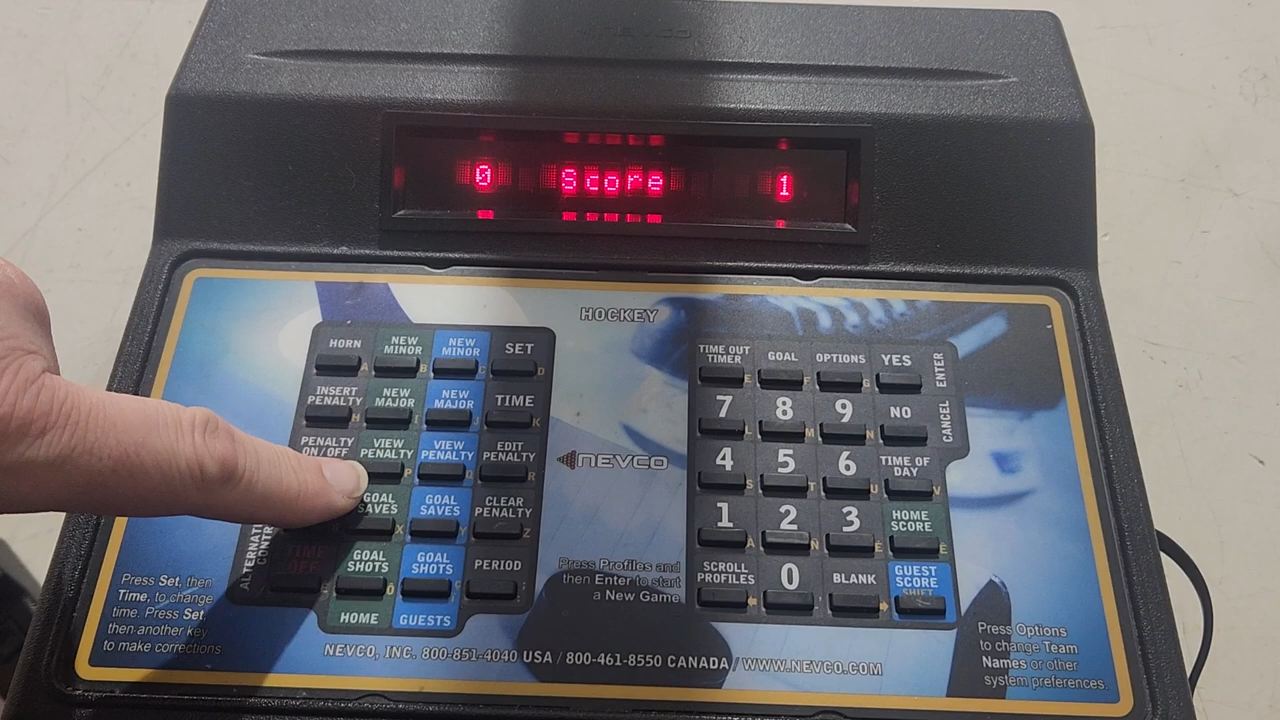 NEVCO
0 Score 1
HOCKEY
HORN
NEW
MINOR
NEW
MINOR
SET
INSERT
PENALTY
NEW
MAJOR
NEW
MAJOR
TIME
PENALTY
ON/OFF
VIEW
PENALTY
VIEW
PENALTY
EDIT
PENALTY
GOAL
SAVES
GOAL
SAVES
CLEAR
PENALTY
TIME
OFF
GOAL
SHOTS
GOAL
SHOTS
PERIOD
HOME
GUESTS
NEVCO
Press Profiles and
then Enter to start
a New Game
TIME OUT
TIMER
GOAL
OPTIONS
YES
ENTER
7
8
9
NO
CANCEL
4
5
6
TIME OF
DAY
1
2
3
HOME
SCORE
SCROLL
PROFILES
0
BLANK
GUEST
SCORE
SHIFT
Press Set, then
Time, to change
time. Press Set,
then another key
to make corrections.
Press Options
to change Team
Names or other
system preferences.
NEVCO, INC. 800-851-4040 USA / 800-461-8550 CANADA / WWW.NEVCO.COM